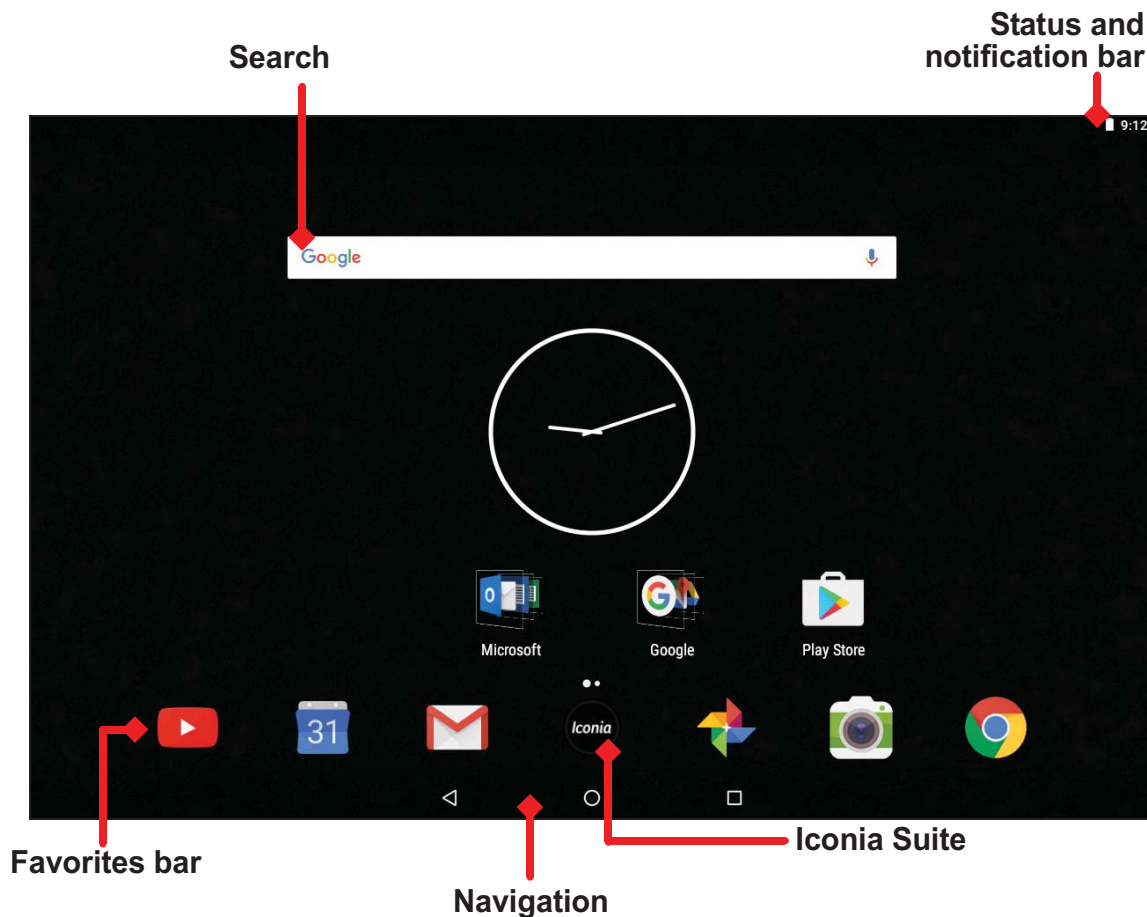 Status and
notification bar
Search
9:12
Google
Microsoft
Google
Play Store
31
Iconia
Iconia Suite
Favorites bar
Navigation